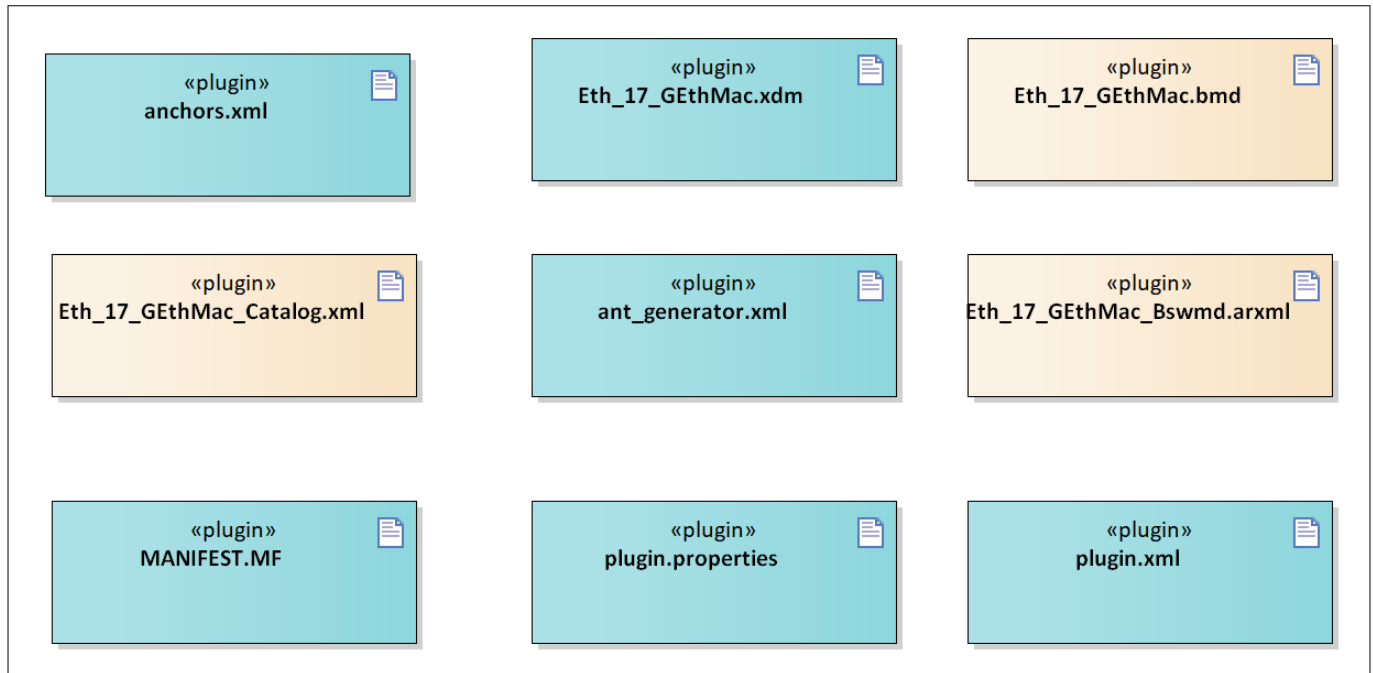 «plugin»
anchors.xml
«plugin»
Eth_17_GEthMac.xdm
«plugin»
Eth_17_GEthMac.bmd
«plugin»
Eth_17_GEthMac_Catalog.xml
«plugin»
ant_generator.xml
«plugin»
Eth_17_GEthMac_Bswmd.arxml
«plugin»
MANIFEST.MF
«plugin»
plugin.properties
«plugin»
plugin.xml